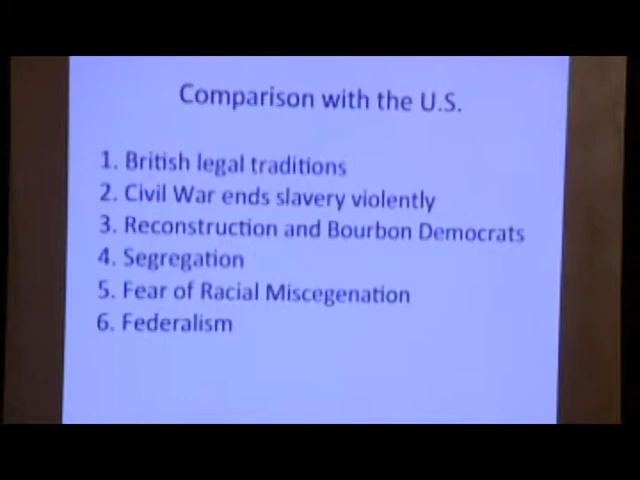 Comparison with the U.S.
1. British legal traditions
2. Civil War ends slavery violently
3. Reconstruction and Bourbon Democrats
4. Segregation
5. Fear of Racial Miscegenation
6. Federalism